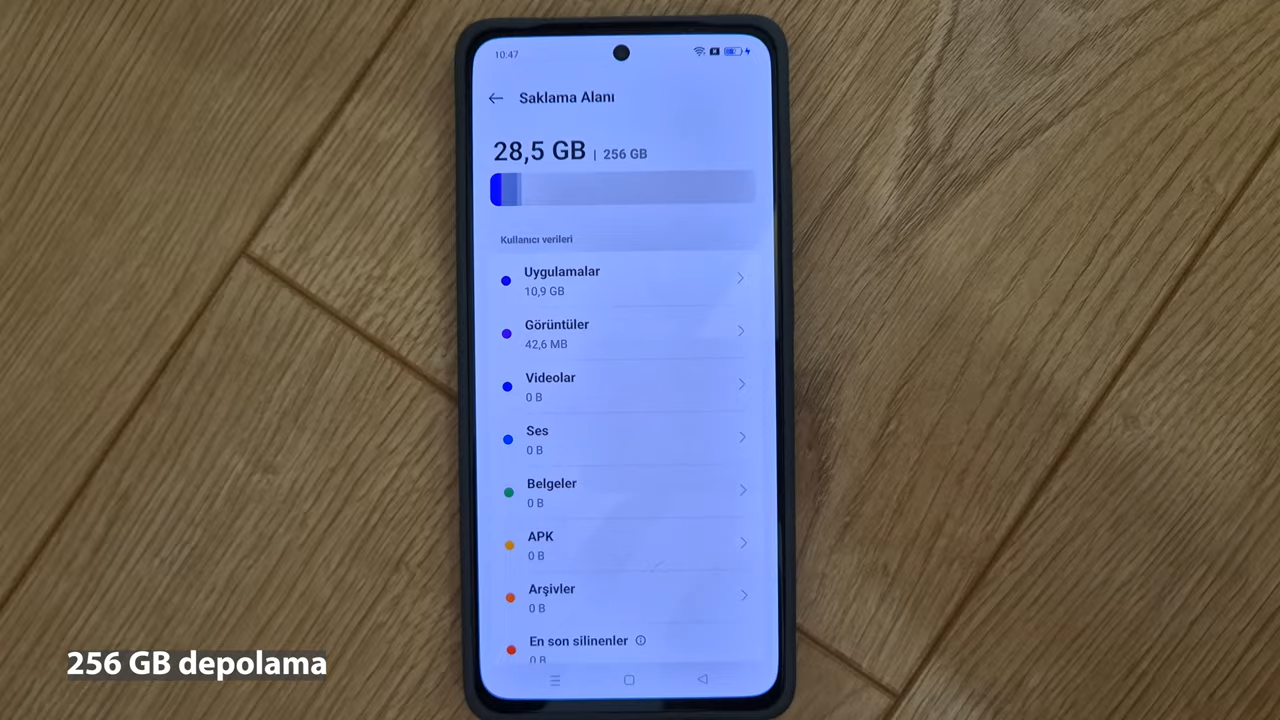 10:47
Saklama Alanı
28,5 GB | 256 GB
Kullanıcı verileri
Uygulamalar
10,9 GB
Görüntüler
42,6 MB
Videolar
0 B
Ses
0 B
Belgeler
0 B
APK
0 B
Arşivler
0 B
En son silinenler
0 B
256 GB depolama